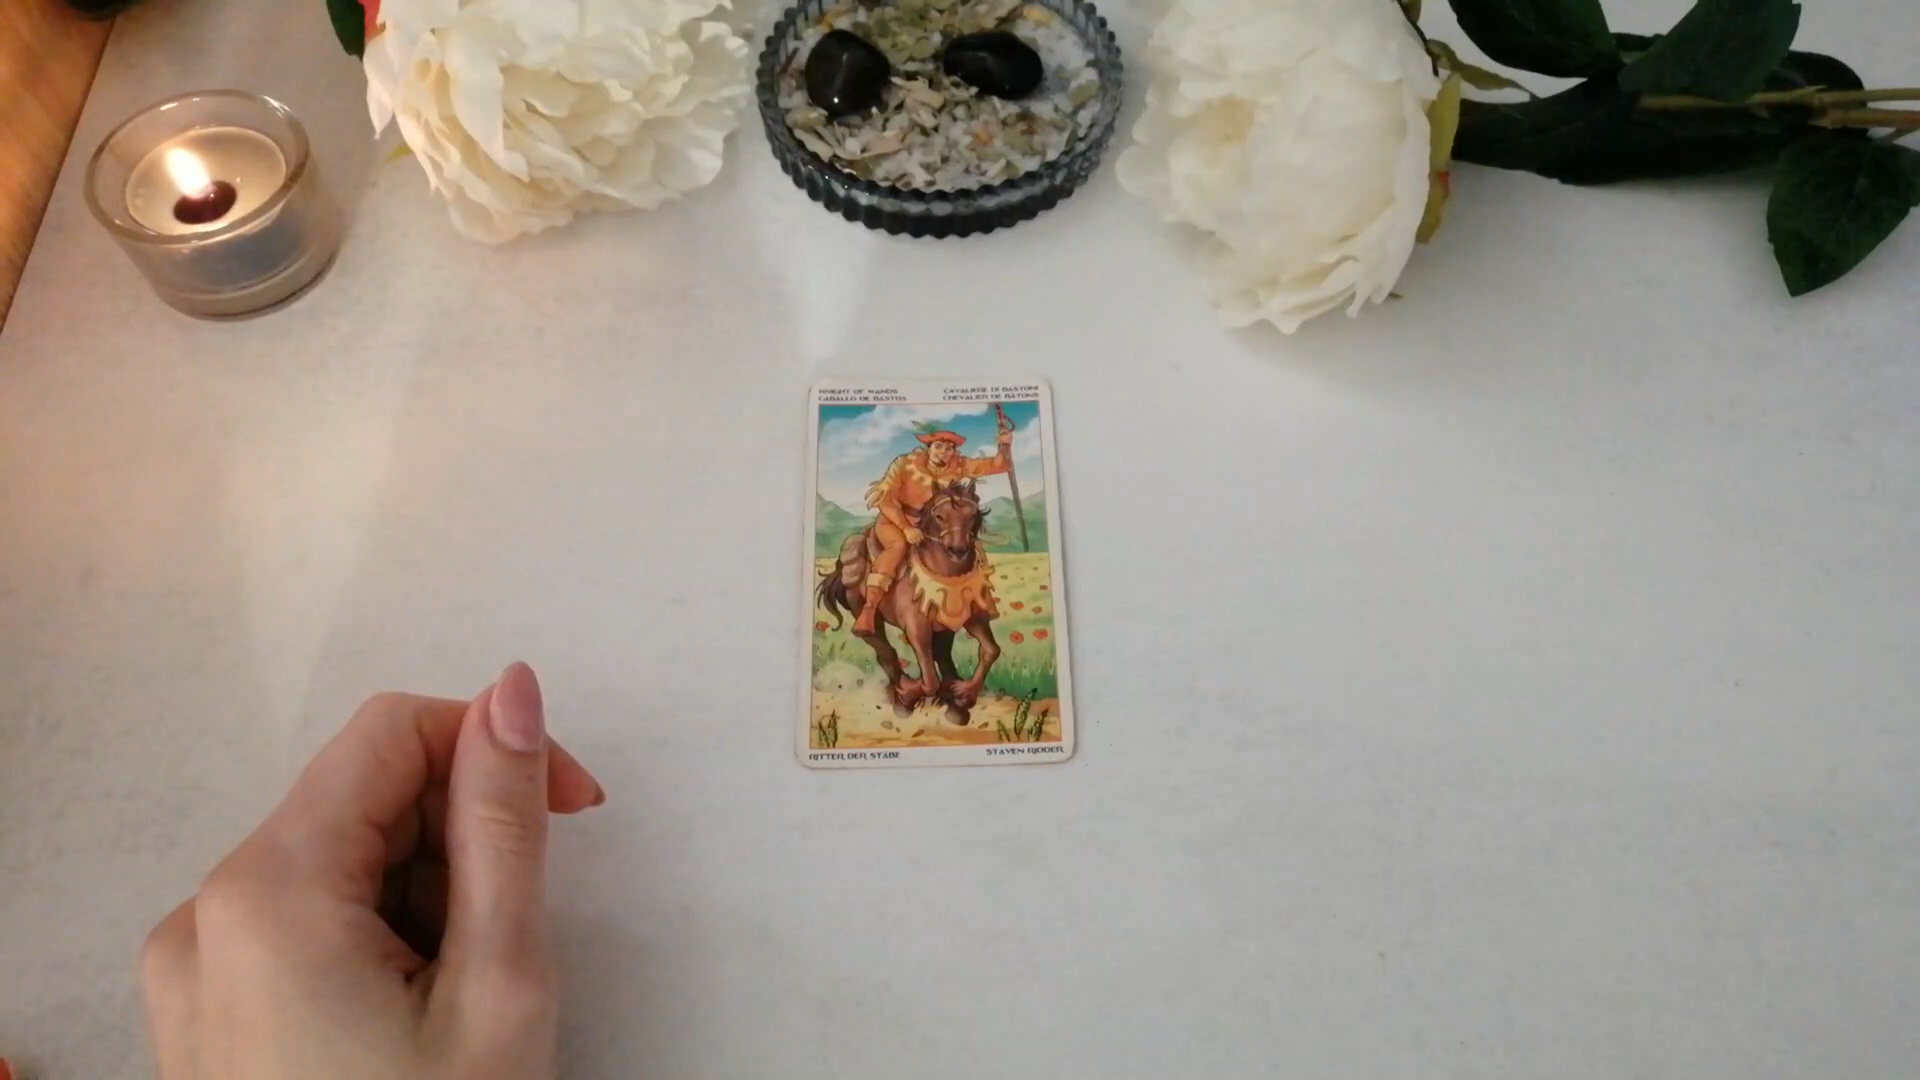 KNIGHT OF WANDS
CABALLO DE BASTOS
CAVALIERE DI BASTONI
CHEVALIER DE BATONS
RITTER DER STÄBE
STAVEN RIDDER